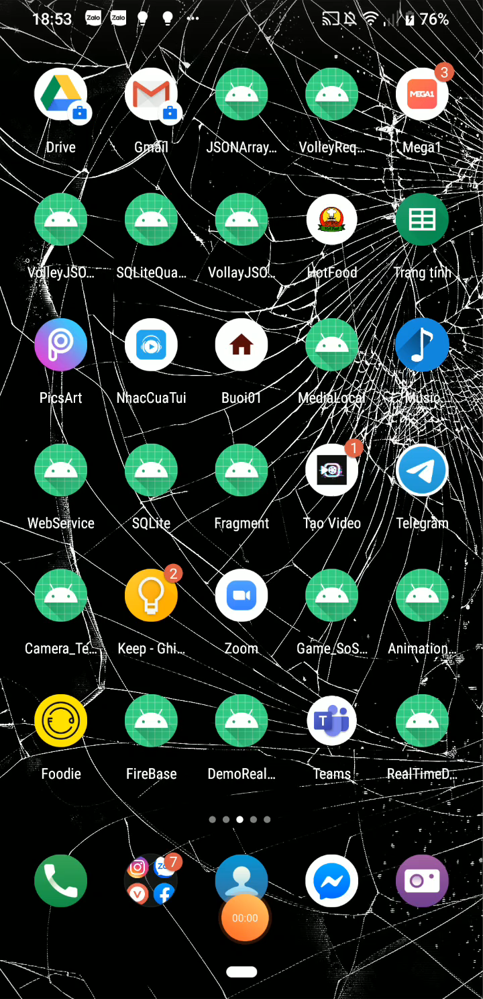 18:53 Zalo Zalo 76%
3
MEGA1
Drive Gmail JSONArray... VolleyReq... Mega1
VolleyJSO... SQLiteQua... VollayJSO... HotFood Trang tính
PicsArt NhacCuaTui Buoi01 MediaLocal Music
1
WebService SQLite Fragment Tạo Video Telegram
2
Camera_Te... Keep - Ghi... Zoom Game_SoS... Animation...
T
Foodie FireBase DemoReal... Teams RealTimeD...
7
00:00